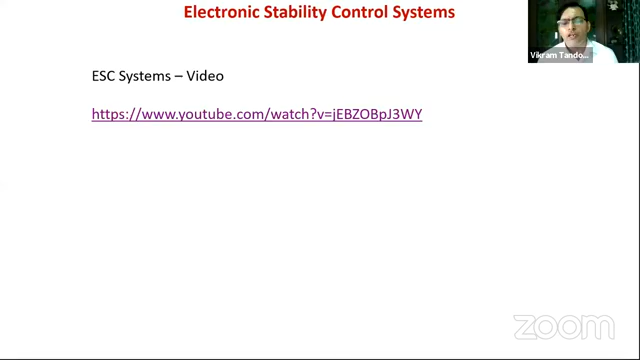 Electronic Stability Control Systems
Vikram Tando...
ESC Systems – Video
https://www.youtube.com/watch?v=jEBZOBpJ3WY
zoom